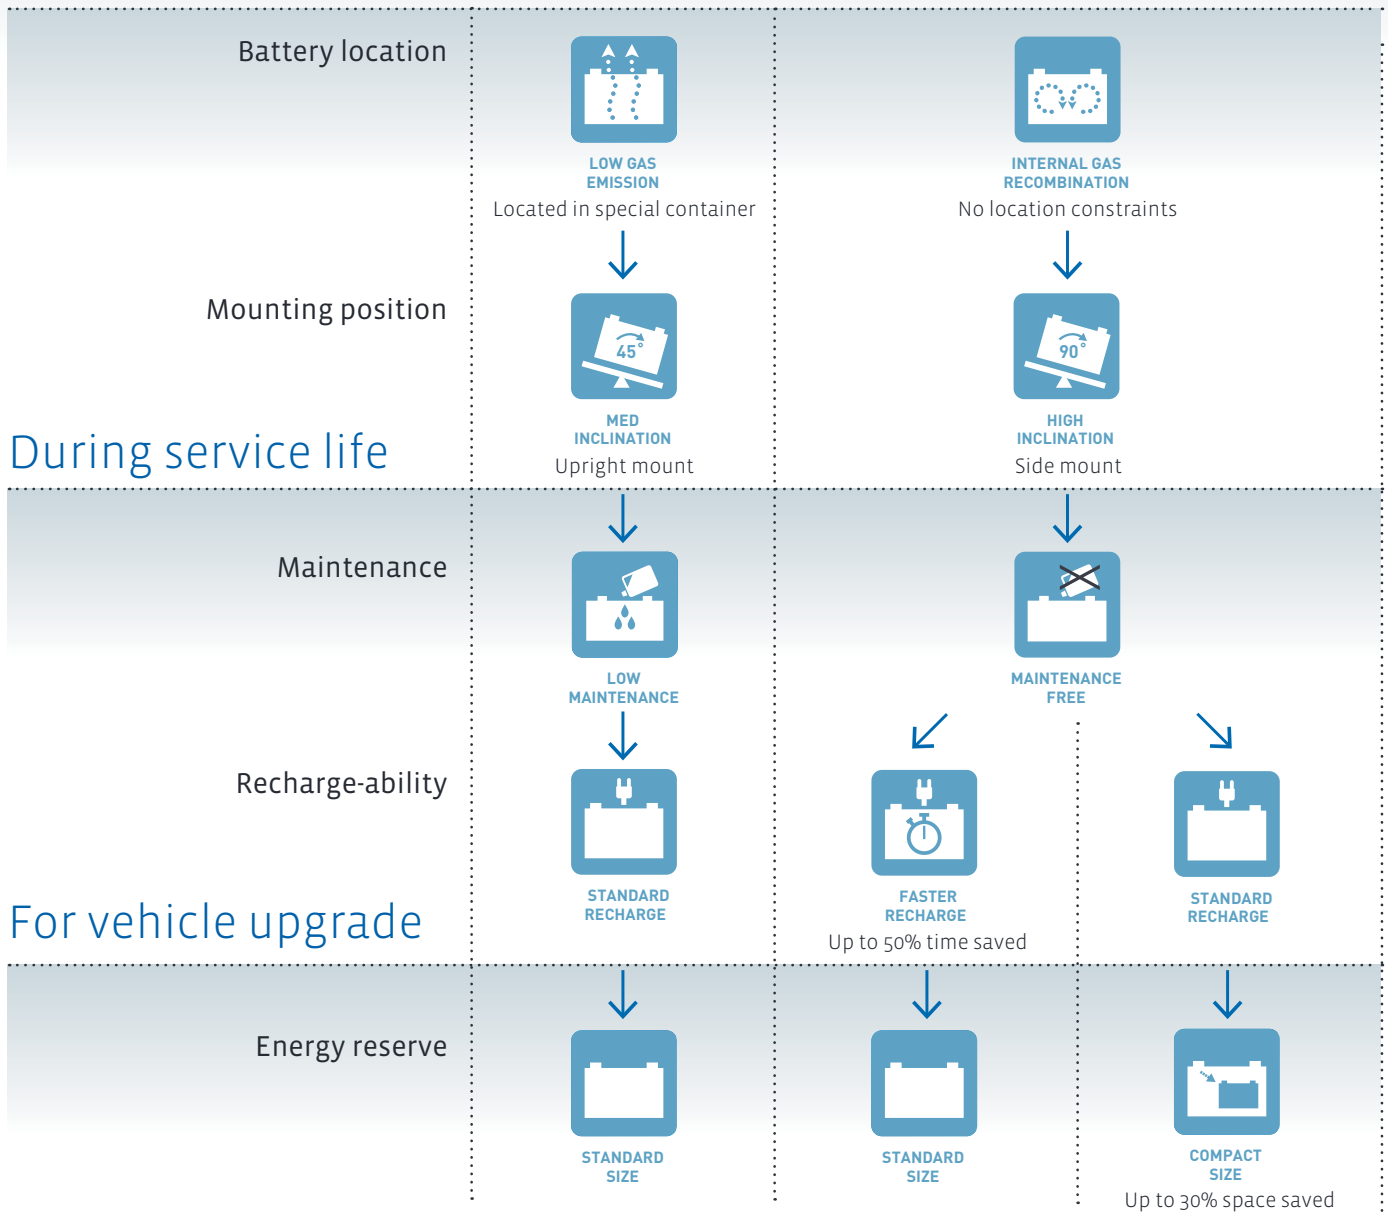 Battery location
LOW GAS
EMISSION
Located in special container
INTERNAL GAS
RECOMBINATION
No location constraints
Mounting position
45°
MED
INCLINATION
Upright mount
90°
HIGH
INCLINATION
Side mount
During service life
Maintenance
LOW
MAINTENANCE
MAINTENANCE
FREE
Recharge-ability
STANDARD
RECHARGE
FASTER
RECHARGE
Up to 50% time saved
STANDARD
RECHARGE
For vehicle upgrade
Energy reserve
STANDARD
SIZE
STANDARD
SIZE
COMPACT
SIZE
Up to 30% space saved